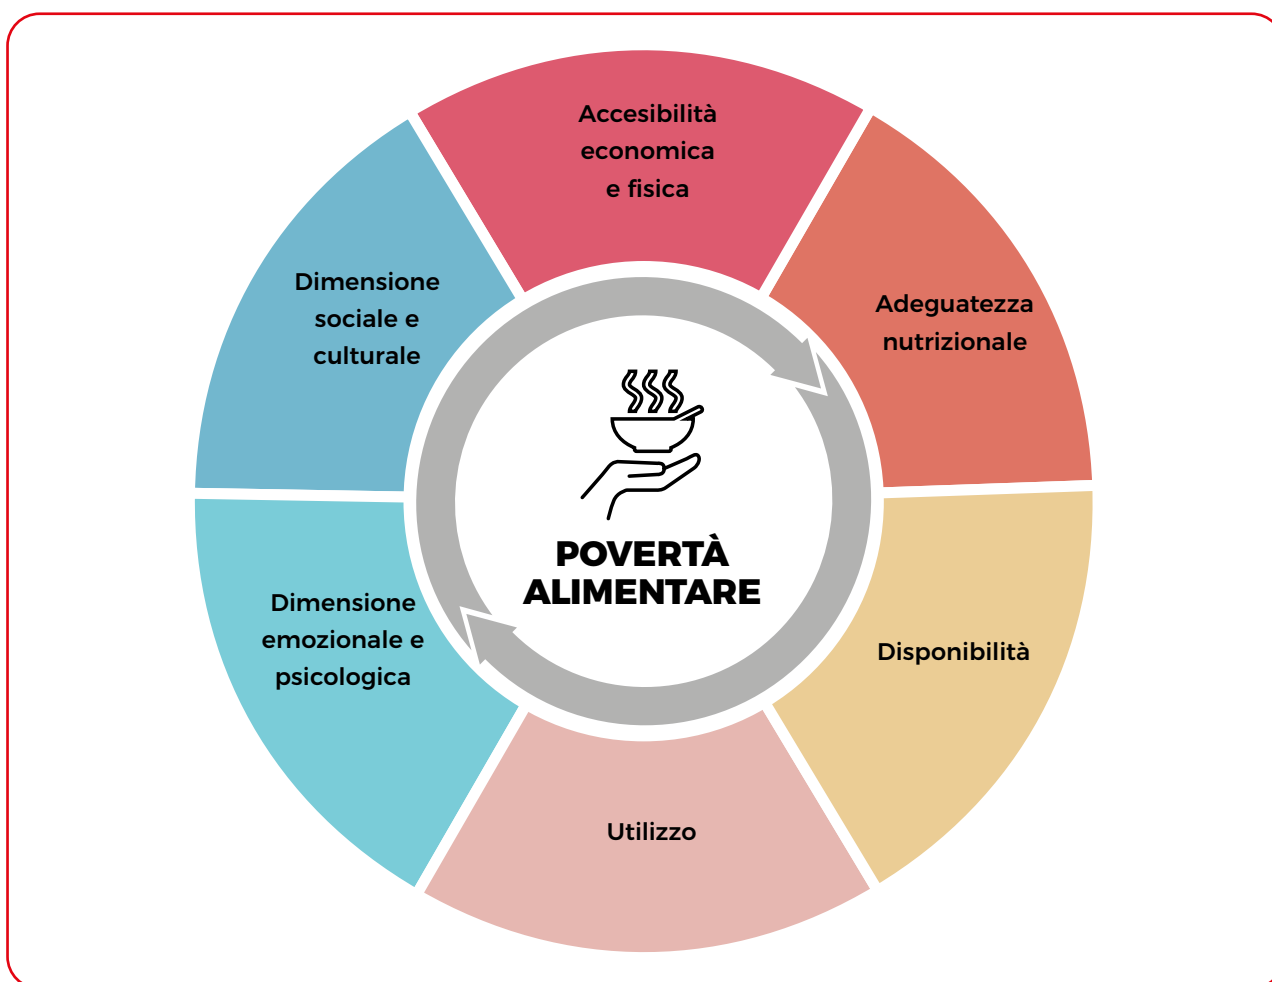 Accesibilità
economica
e fisica
Adeguatezza
nutrizionale
Disponibilità
Utilizzo
Dimensione
emozionale e
psicologica
Dimensione
sociale e
culturale
POVERTÀ
ALIMENTARE